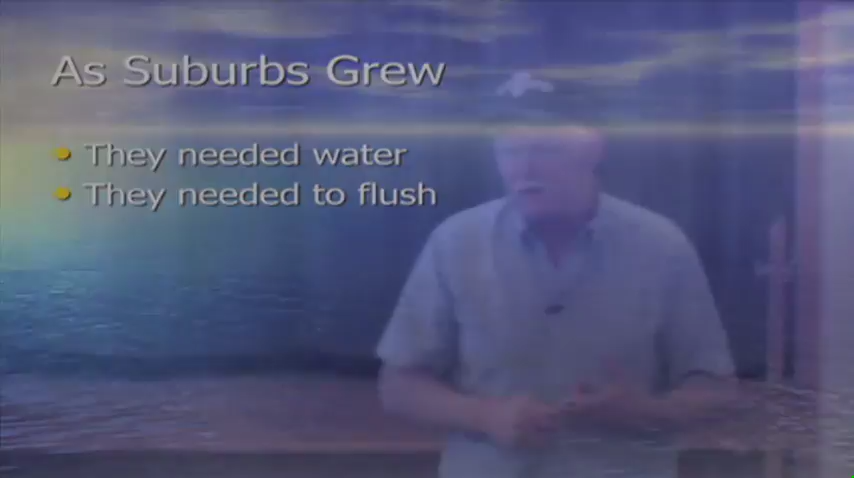 As Suburbs Grew
• They needed water
• They needed to flush